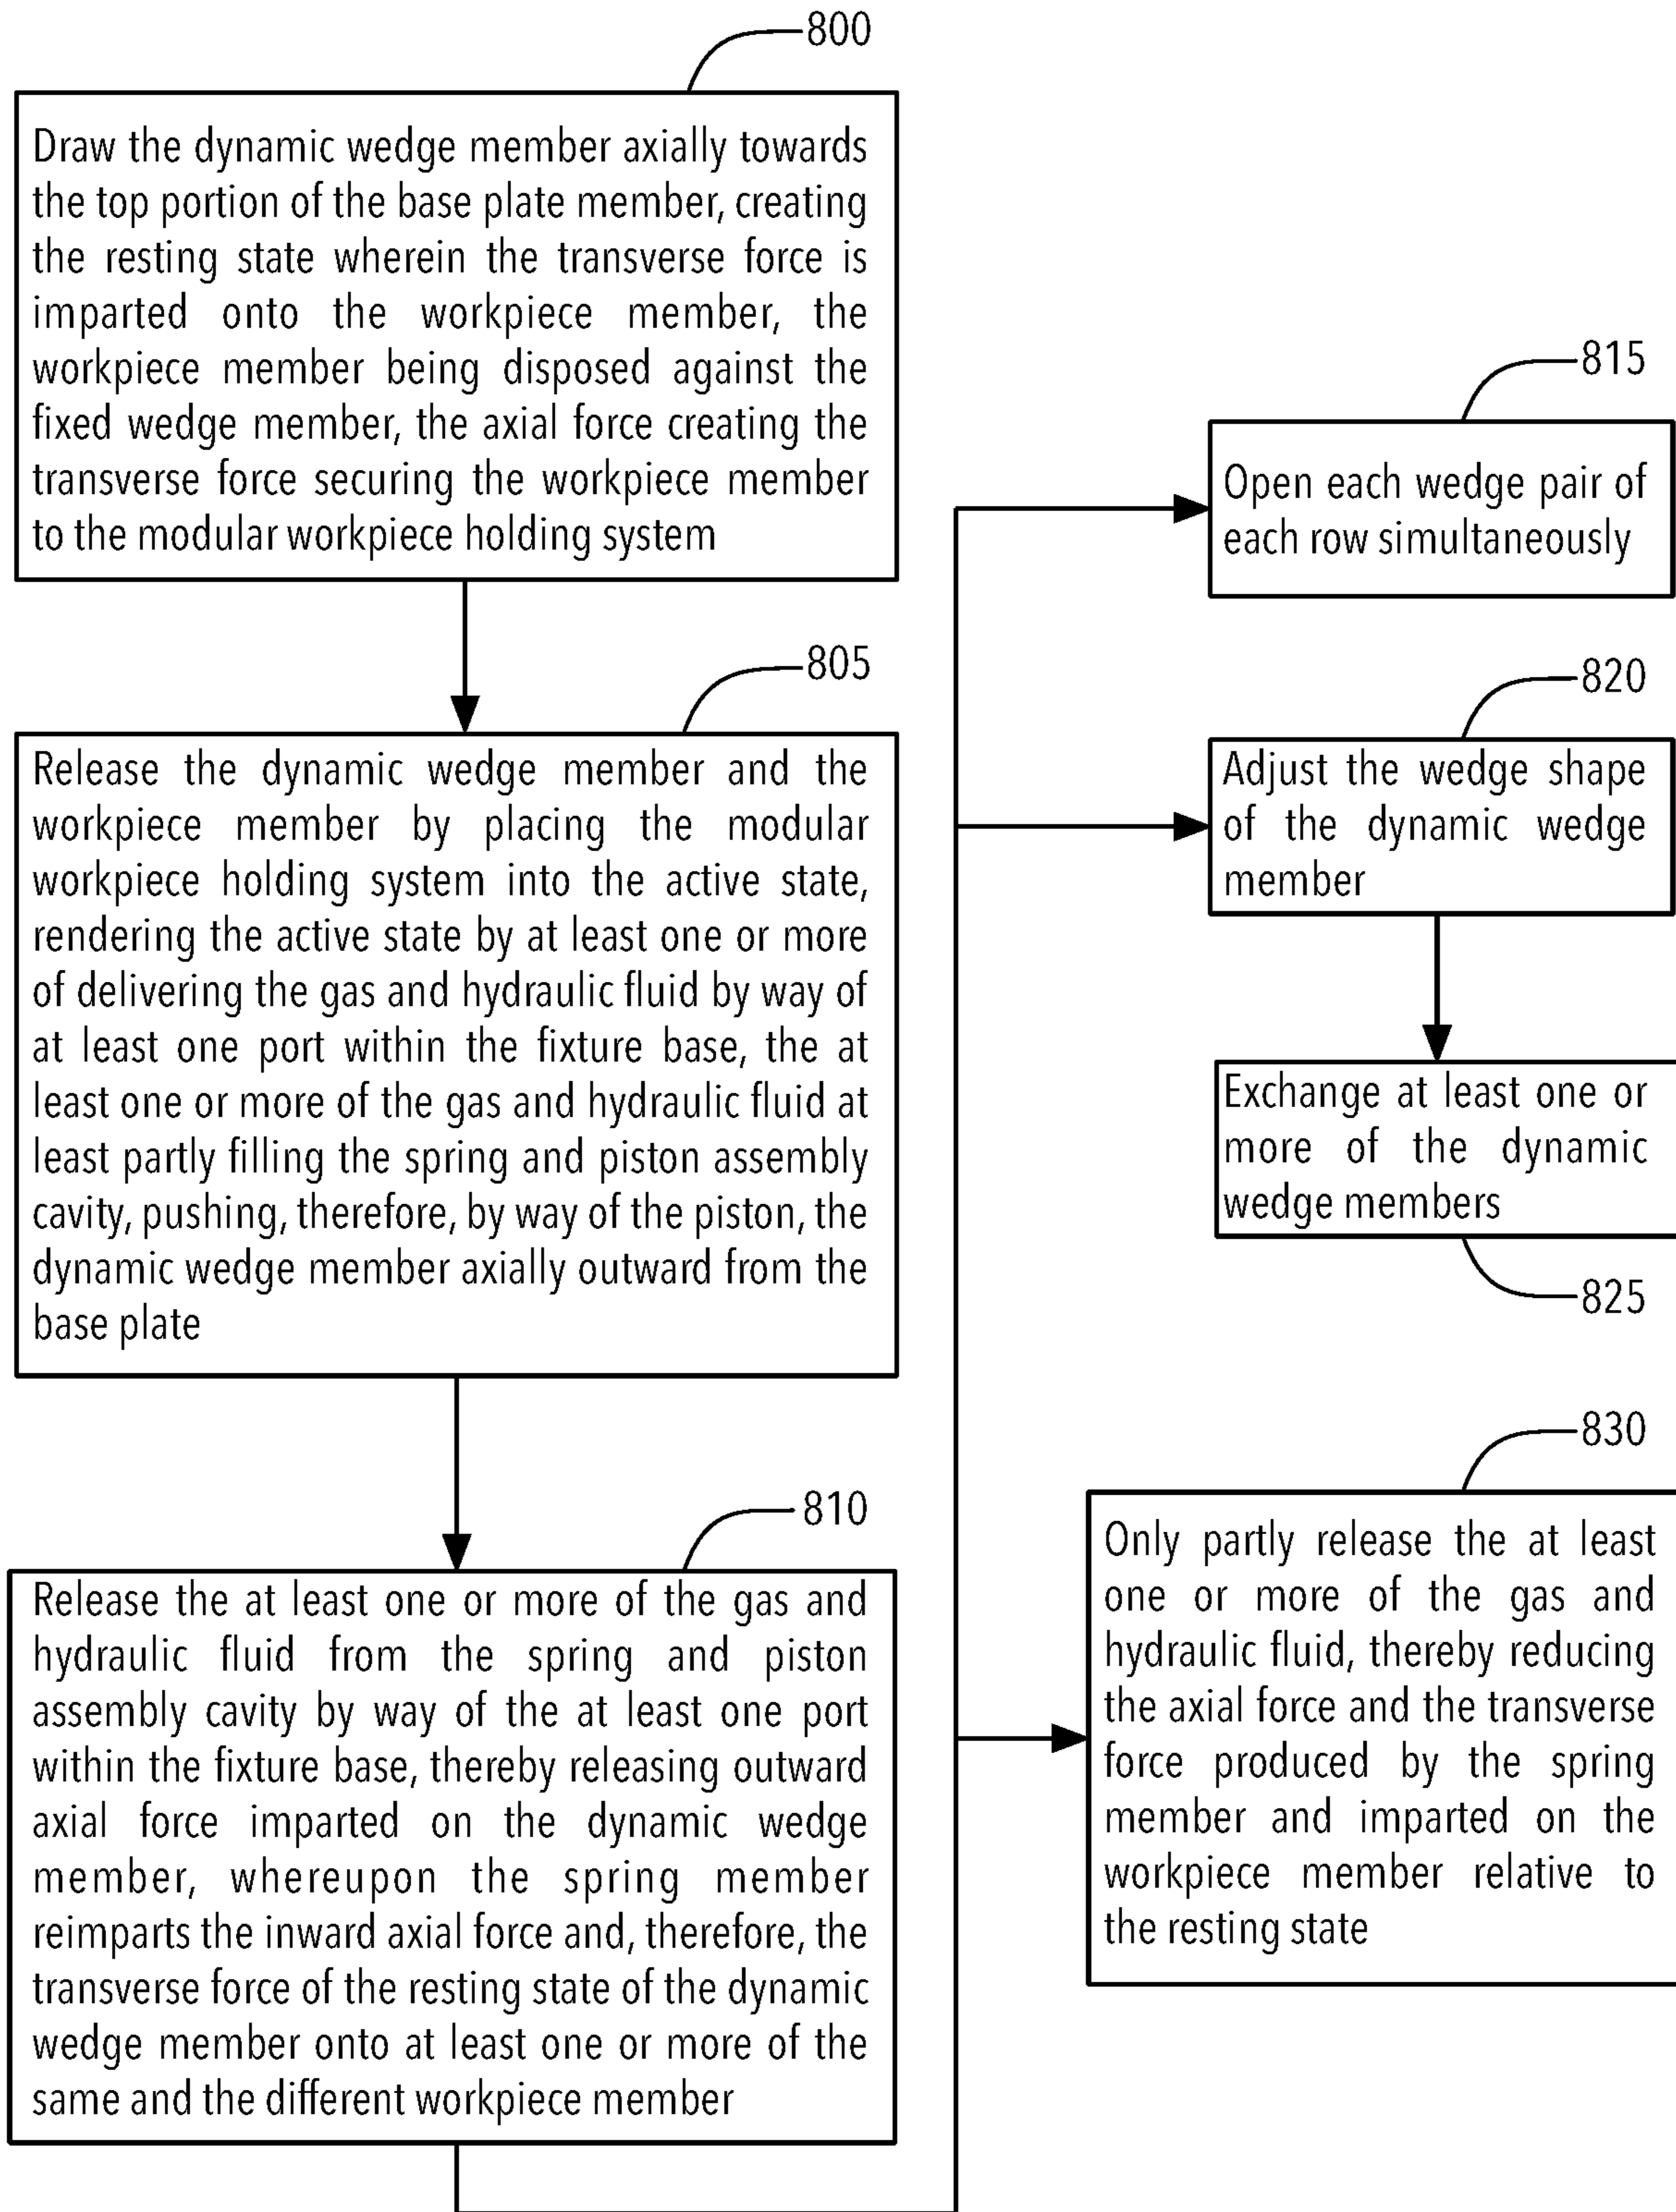 800
Draw the dynamic wedge member axially towards
the top portion of the base plate member, creating
the resting state wherein the transverse force is
imparted onto the workpiece member, the
workpiece member being disposed against the
fixed wedge member, the axial force creating the
transverse force securing the workpiece member
to the modular workpiece holding system
805
Release the dynamic wedge member and the
workpiece member by placing the modular
workpiece holding system into the active state,
rendering the active state by at least one or more
of delivering the gas and hydraulic fluid by way of
at least one port within the fixture base, the at
least one or more of the gas and hydraulic fluid at
least partly filling the spring and piston assembly
cavity, pushing, therefore, by way of the piston, the
dynamic wedge member axially outward from the
base plate
810
Release the at least one or more of the gas and
hydraulic fluid from the spring and piston
assembly cavity by way of the at least one port
within the fixture base, thereby releasing outward
axial force imparted on the dynamic wedge
member, whereupon the spring member
reimparts the inward axial force and, therefore, the
transverse force of the resting state of the dynamic
wedge member onto at least one or more of the
same and the different workpiece member
815
Open each wedge pair of
each row simultaneously
820
Adjust the wedge shape
of the dynamic wedge
member
Exchange at least one or
more of the dynamic
wedge members
825
830
Only partly release the at least
one or more of the gas and
hydraulic fluid, thereby reducing
the axial force and the transverse
force produced by the spring
member and imparted on the
workpiece member relative to
the resting state